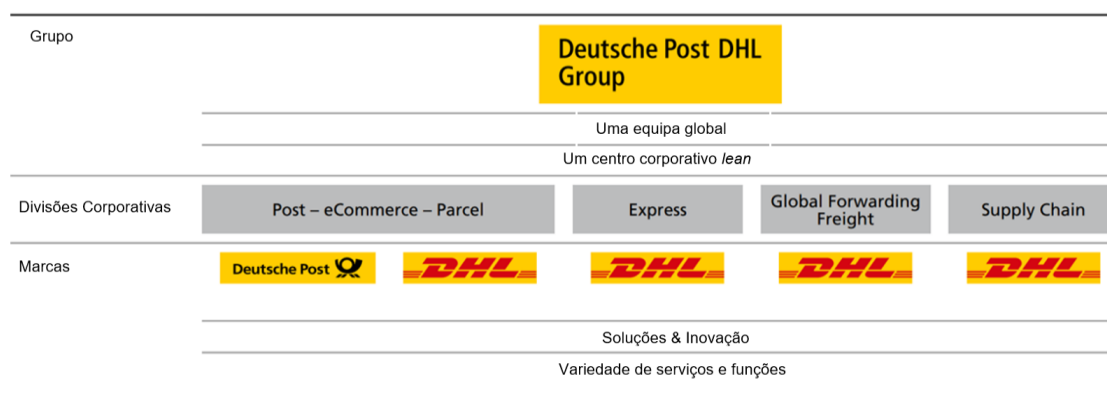 Grupo
Deutsche Post DHL
Group
Uma equipa global
Um centro corporativo lean
Divisões Corporativas
Post – eCommerce – Parcel
Express
Global Forwarding
Freight
Supply Chain
Marcas
Deutsche Post
DHL
DHL
DHL
DHL
Soluções & Inovação
Variedade de serviços e funções